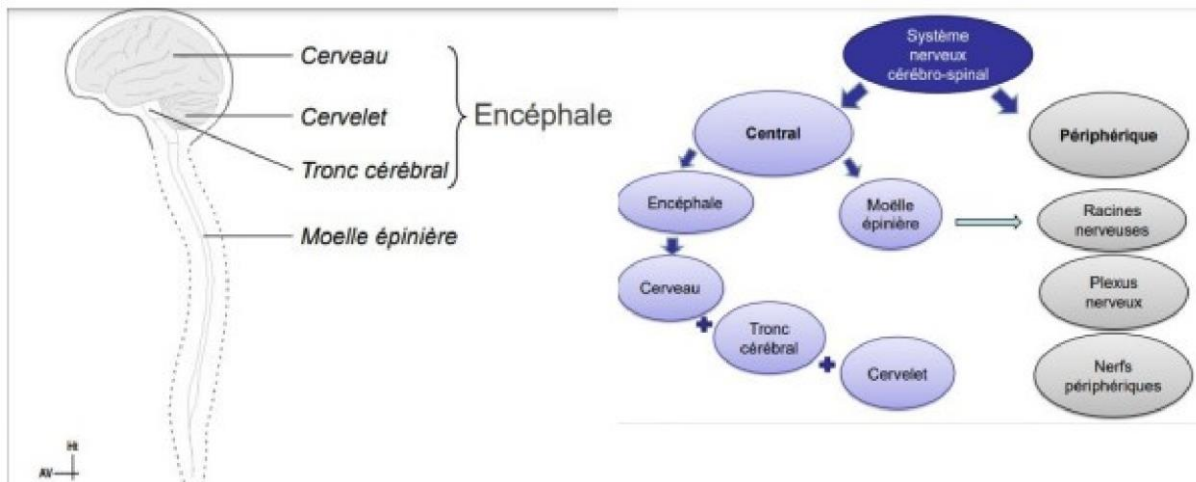 Cerveau
Cervelet
Tronc cérébral
Encéphale
Moelle épinière
Ht
AV
Système
nerveux
cérébro-spinal
Central
Périphérique
Encéphale
Moëlle
épinière
Racines
nerveuses
Cerveau
Plexus
nerveux
Tronc
cérébral
Cervelet
Nerfs
périphériques